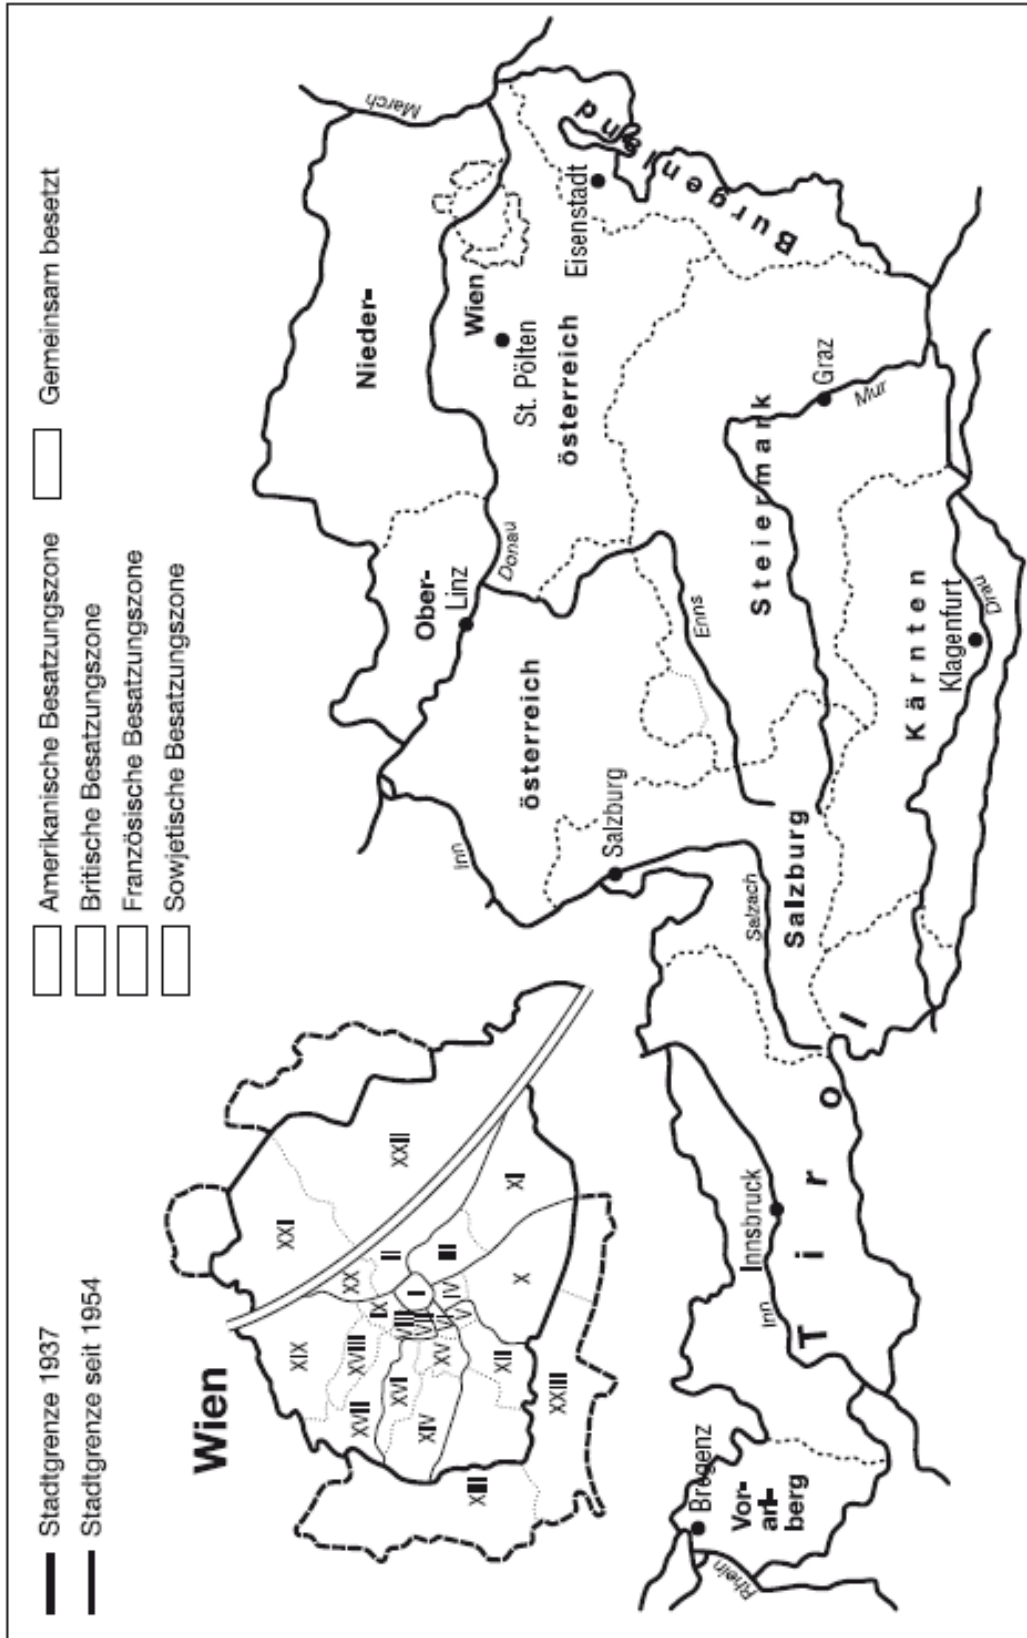 Stadtgrenze 1937
Stadtgrenze seit 1954
Amerikanische Besatzungszone
Britische Besatzungszone
Französische Besatzungszone
Sowjetische Besatzungszone
Gemeinsam besetzt
Wien
XXI
XXII
XIX
XX
II
XVIII
IX
XVII
I
III
XVI
VIII
IV
XI
XIV
XV
V
X
XII
XIII
XXIII
March
Nieder-
Ober-
Linz
Donau
Wien
St. Pölten
österreich
Eisenstadt
Burgenland
Inn
österreich
Salzburg
Enns
Steiermark
Graz
Mur
Bregenz
Vor-
arl-
berg
Rhein
Innsbruck
Inn
Tirol
Salzach
Salzburg
Kärnten
Klagenfurt
Drau